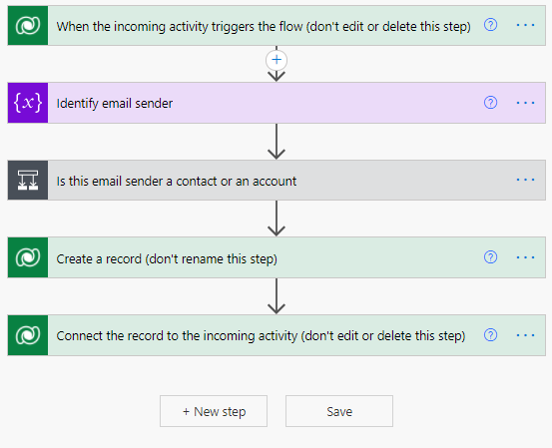 When the incoming activity triggers the flow (don't edit or delete this step)
{x} Identify email sender
Is this email sender a contact or an account
Create a record (don't rename this step)
Connect the record to the incoming activity (don't edit or delete this step)
+ New step
Save